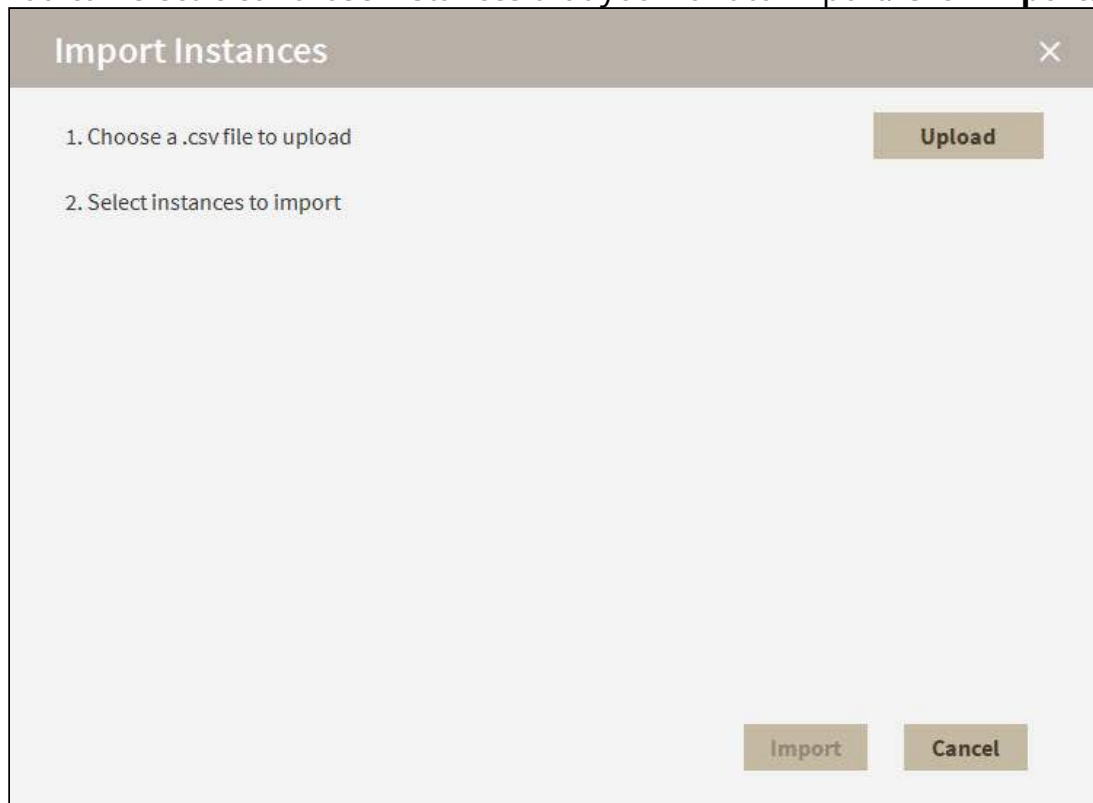 Import Instances
1. Choose a .csv file to upload
Upload
2. Select instances to import
Import
Cancel